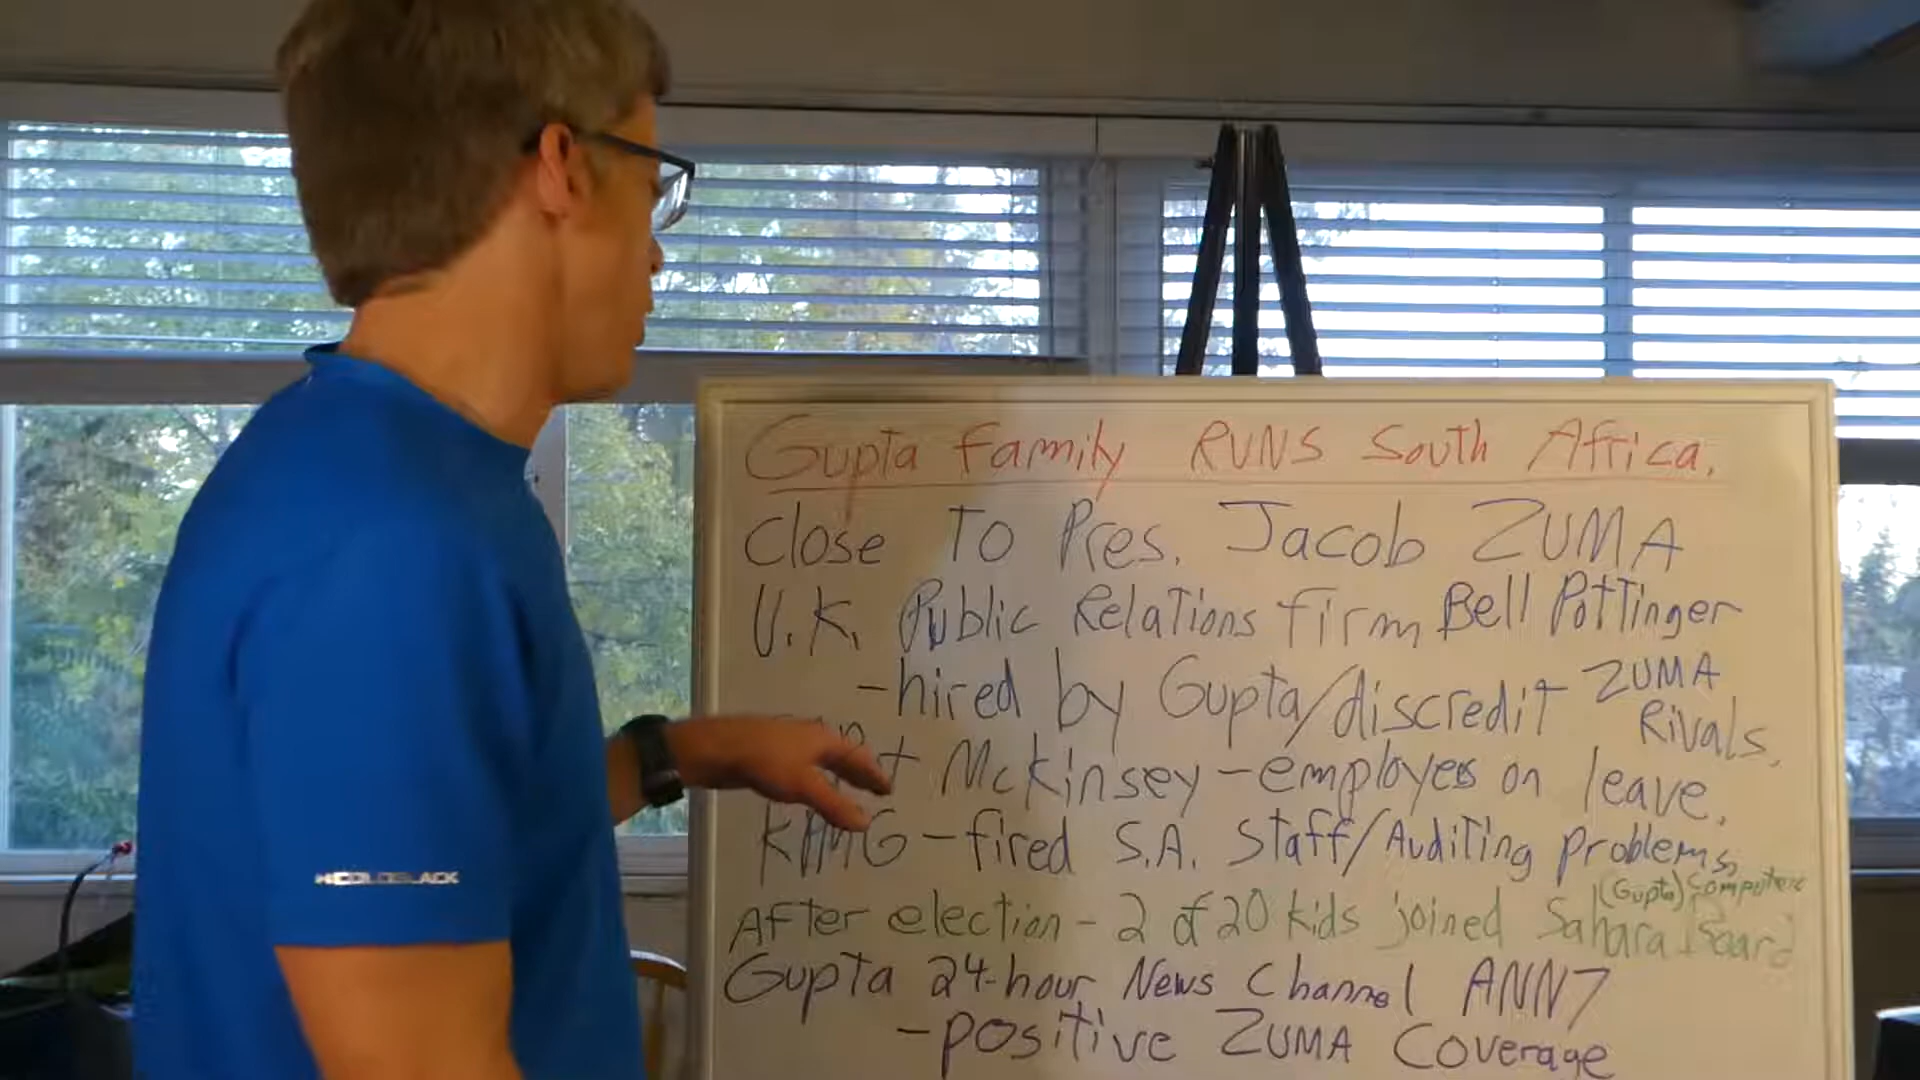 Gupta Family RUNS South Africa.
Close To Pres. Jacob ZUMA
U.K. Public Relations firm Bell Pottinger
-hired by Gupta/discredit ZUMA Rivals.
+ McKinsey-employees on leave.
KPMG-fired S.A. Staff/Auditing problems,
After election-2 of 20 kids joined Sahara (Gupta) Computers Board
Gupta 24-hour News Channel ANN7
-positive ZUMA Coverage